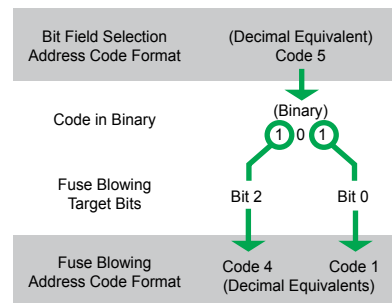 Bit Field Selection
Address Code Format
(Decimal Equivalent)
Code 5
Code in Binary
(Binary)
1 0 1
Fuse Blowing
Target Bits
Bit 2
Bit 0
Fuse Blowing
Address Code Format
Code 4
Code 1
(Decimal Equivalents)